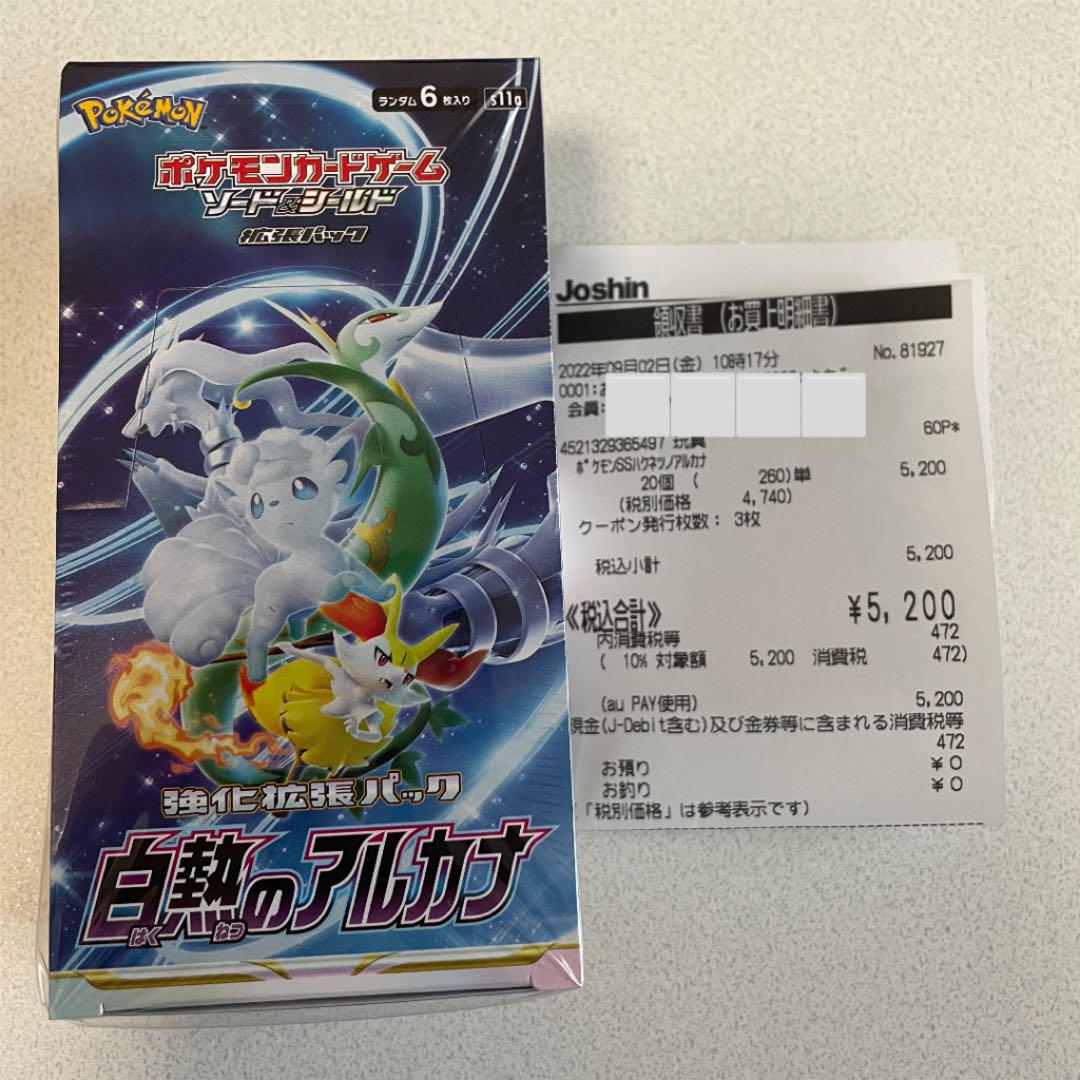 Pokémon
ランダム6枚入り
s11a
ポケモンカードゲーム
ソード&シールド
拡張パック
強化拡張パック
白熱のアルカナ
はく ねつ
Joshin
領収書 (お買上明細書)
2022年09月02日(金) 10時17分 No.81927
0001:
会員:
60P*
4521329365497 玩具
ポケモンSSハクネツノアルカナ
20個 ( 260)単 5,200
(税別価格 4,740)
クーポン発行枚数: 3枚
税込小計 5,200
《税込合計》 ¥5,200
内消費税等 472
( 10% 対象額 5,200 消費税 472)
(au PAY使用) 5,200
現金(J-Debit含む)及び金券等に含まれる消費税等
472
お預り ¥0
お釣り ¥0
「税別価格」は参考表示です)